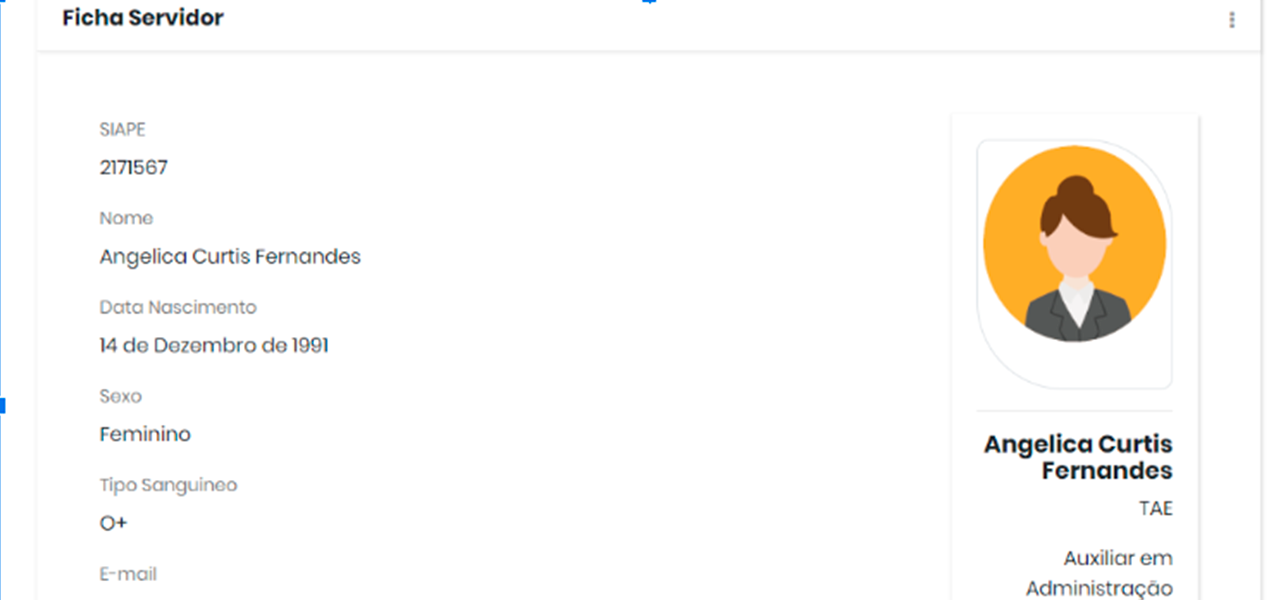 Ficha Servidor
SIAPE
2171567
Nome
Angelica Curtis Fernandes
Data Nascimento
14 de Dezembro de 1991
Sexo
Feminino
Tipo Sanguineo
O+
E-mail
Angelica Curtis
Fernandes
TAE
Auxiliar em
Administração